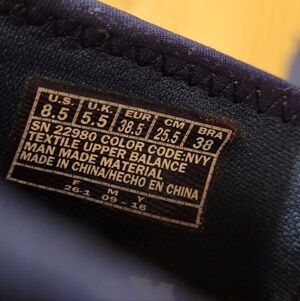 U.S. U.K. EUR CM BRA
8.5 5.5 38.5 25.5 38
SN 22980 COLOR CODE:NVY
TEXTILE UPPER BALANCE
MAN MADE MATERIAL
MADE IN CHINA/HECHO EN CHINA
F M Y
26-1 09 - 16